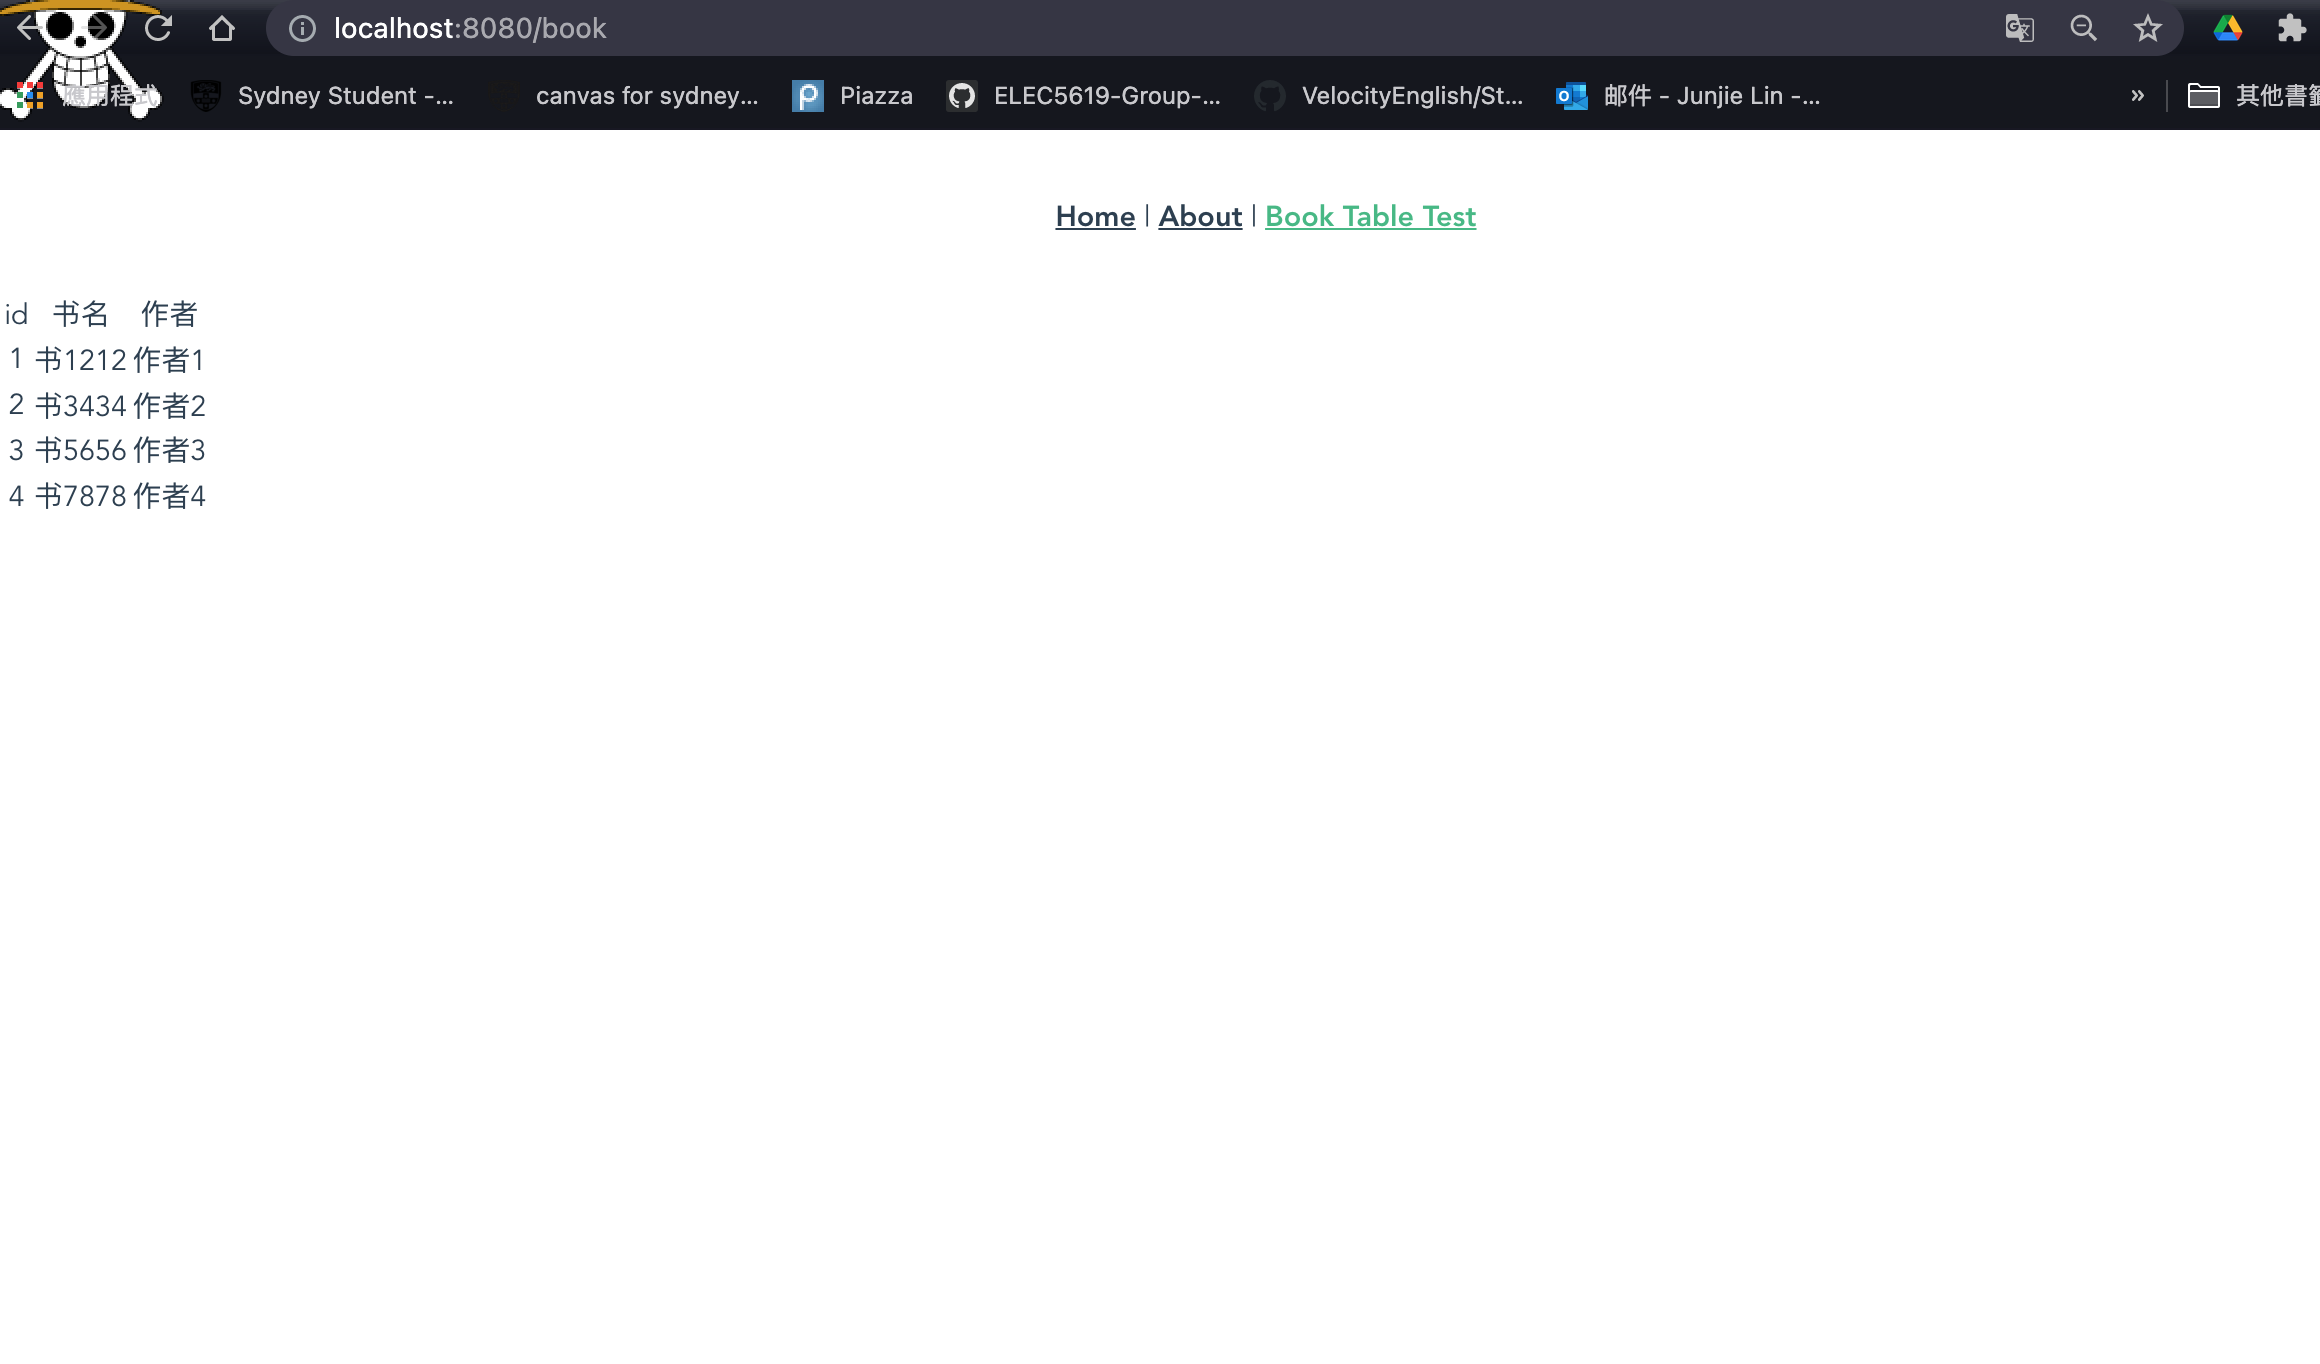 localhost:8080/book
應用程式 Sydney Student -... canvas for sydney... Piazza ELEC5619-Group-... VelocityEnglish/St... 邮件 - Junjie Lin -... » 其他書籤
Home | About | Book Table Test
id 书名 作者
1 书1212 作者1
2 书3434 作者2
3 书5656 作者3
4 书7878 作者4